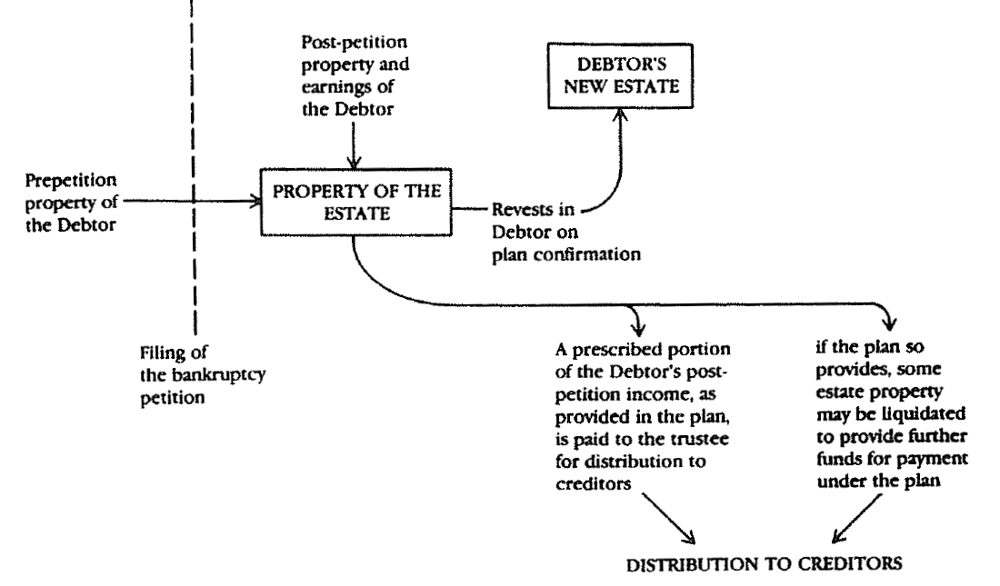 Post-petition
property and
earnings of
the Debtor
DEBTOR'S
NEW ESTATE
Prepetition
property of
the Debtor
PROPERTY OF THE
ESTATE
Revests in
Debtor on
plan confirmation
Filing of
the bankruptcy
petition
A prescribed portion
of the Debtor's post-
petition income, as
provided in the plan,
is paid to the trustee
for distribution to
creditors
if the plan so
provides, some
estate property
may be liquidated
to provide further
funds for payment
under the plan
DISTRIBUTION TO CREDITORS